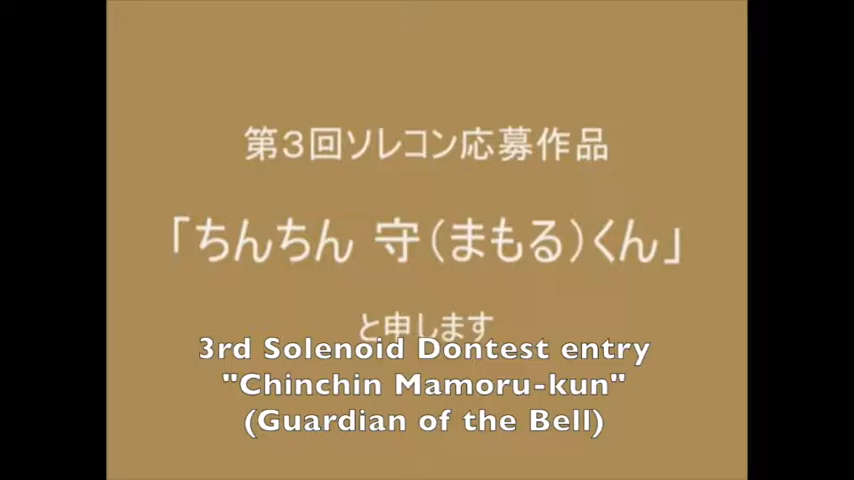 第3回ソレコン応募作品
「ちんちん 守(まもる)くん」
と申します
3rd Solenoid Dontest entry
"Chinchin Mamoru-kun"
(Guardian of the Bell)